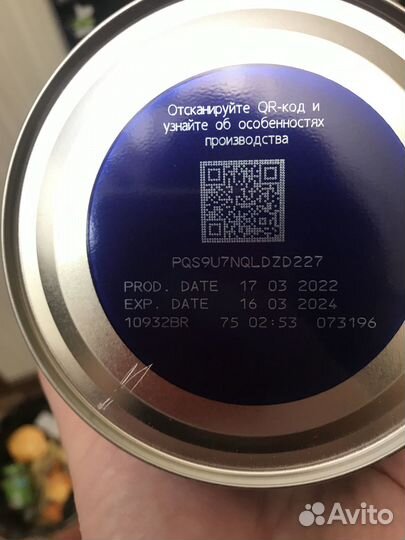 Отсканируйте QR-код и
узнайте об особенностях
производства
PQS9U7NQLDZD227
PROD. DATE 17 03 2022
EXP. DATE 16 03 2024
10932BR 75 02:53 073196
Avito